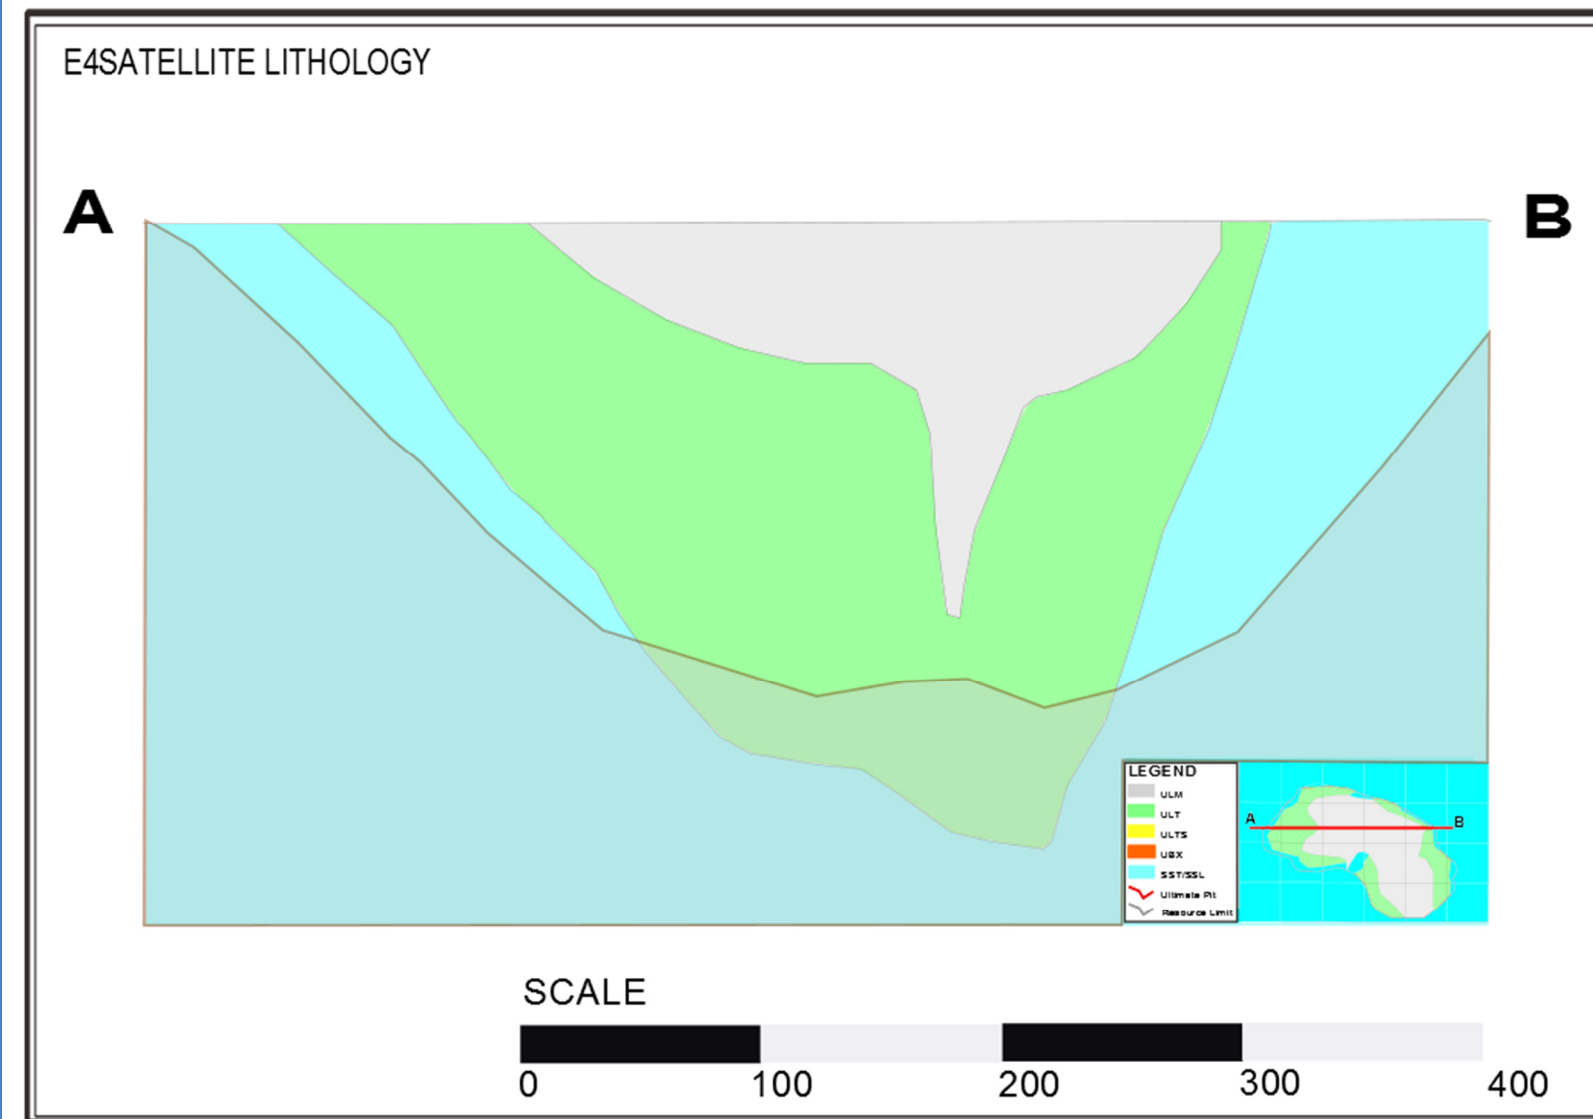 E4SATELLITE LITHOLOGY
A
B
LEGEND
ULM
ULT
ULTS
UBX
SST/SSL
Ultimate Pit
Resource Limit
A
B
SCALE
0 100 200 300 400